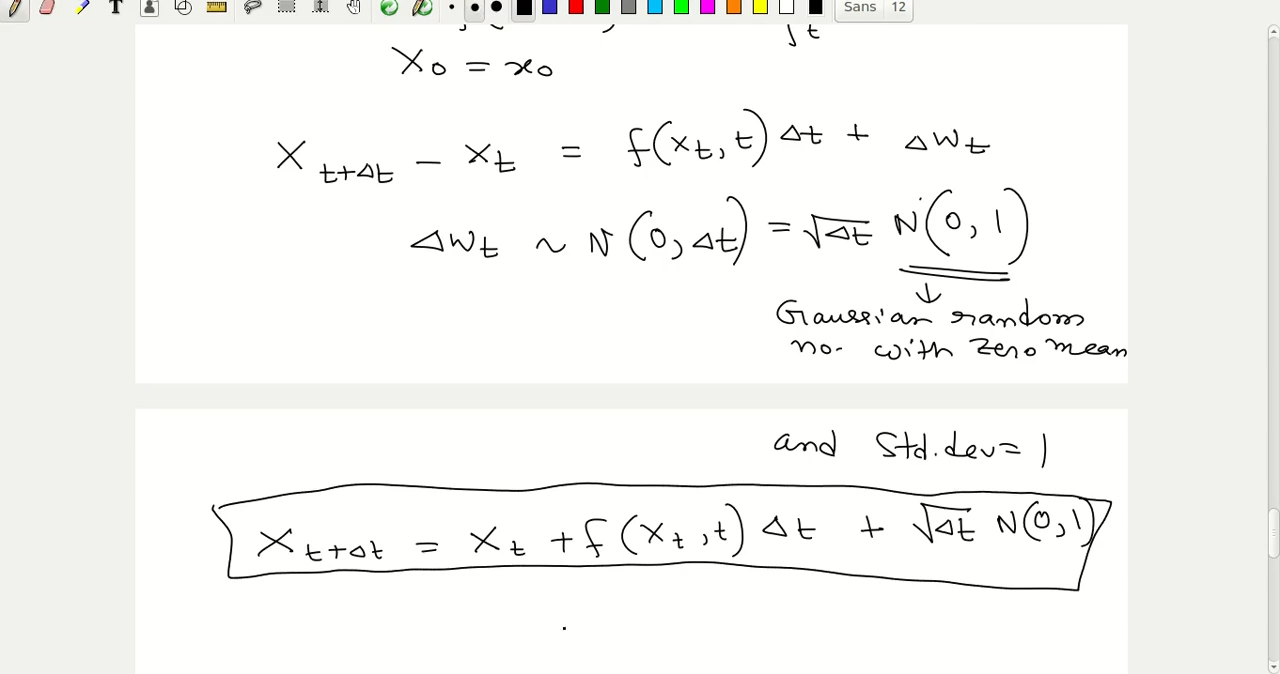 T Sans 12
X₀ = x₀
X_{t+Δt} - X_t = f(X_t, t) Δt + ΔW_t
ΔW_t ~ N(0, Δt) = √Δt N(0, 1)
Gaussian random
no. with zero mean
and Std.dev = 1
X_{t+Δt} = X_t + f(X_t, t) Δt + √Δt N(0, 1)